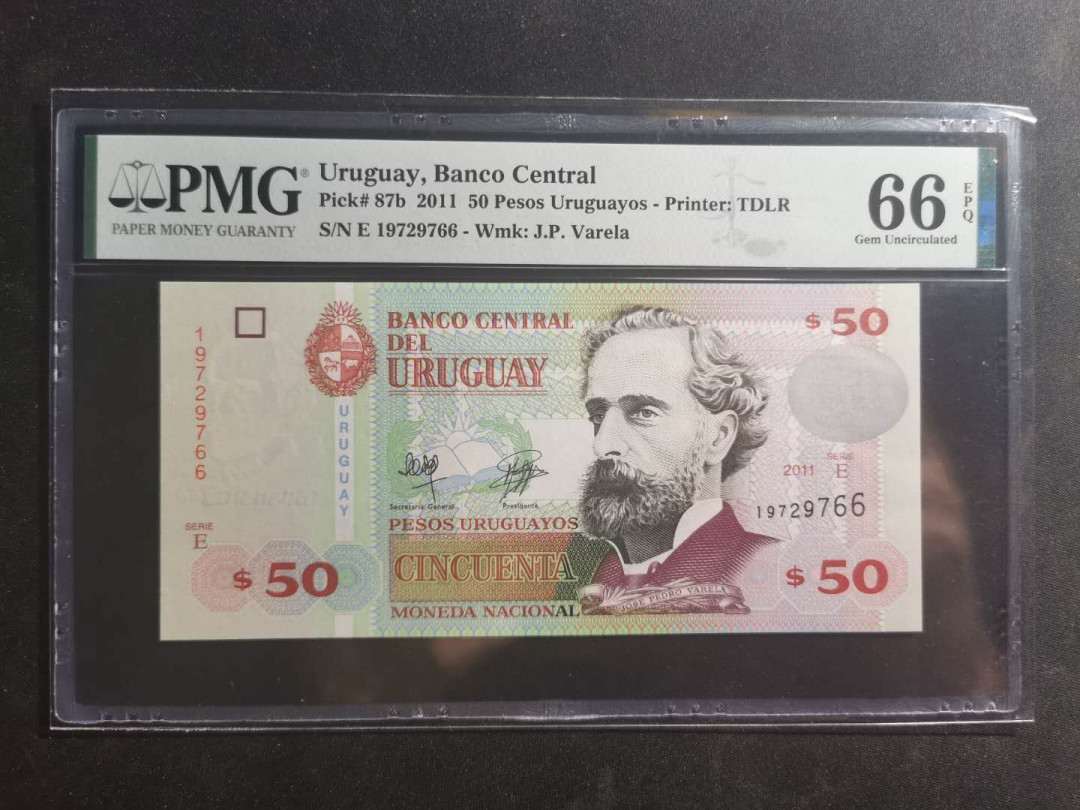 PMG®
PAPER MONEY GUARANTY
Uruguay, Banco Central
Pick# 87b 2011 50 Pesos Uruguayos - Printer: TDLR
S/N E 19729766 - Wmk: J.P. Varela
66
EPQ
Gem Uncirculated
19729766
SERIE
E
$ 50
URUGUAY
BANCO CENTRAL
DEL
URUGUAY
Secretario General
Presidente
PESOS URUGUAYOS
CINCUENTA
MONEDA NACIONAL
JOSE PEDRO VARELA
$ 50
2011
SERIE
E
19729766
$ 50